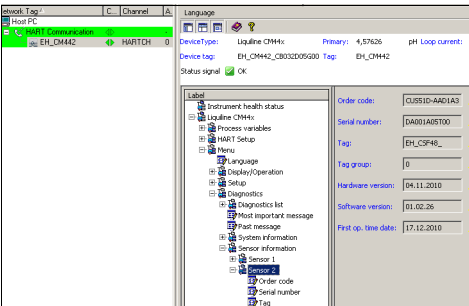 etwork Tag
C...
Channel
A.
Host PC
HART Communication
EH_CM442
HARTCH
0
Language
DeviceType:
Liquiline CM44x
Primary:
4,57626
pH
Loop current:
Device tag:
EH_CM442_CB032D05G00
Tag:
EH_CM442
Status signal
OK
Label
Instrument health status
Liquiline CM44x
Process variables
HART Setup
Menu
Language
Display/Operation
Setup
Diagnostics
Diagnostics list
Most important message
Past message
System information
Sensor information
Sensor 1
Sensor 2
Order code
Serial number
Tag
Order code:
CUS51D-AAD1A3
Serial number:
DA001A05T00
Tag:
EH_CSF48_
Tag group:
0
Hardware version:
04.11.2010
Software version:
01.02.26
First op. time date:
17.12.2010